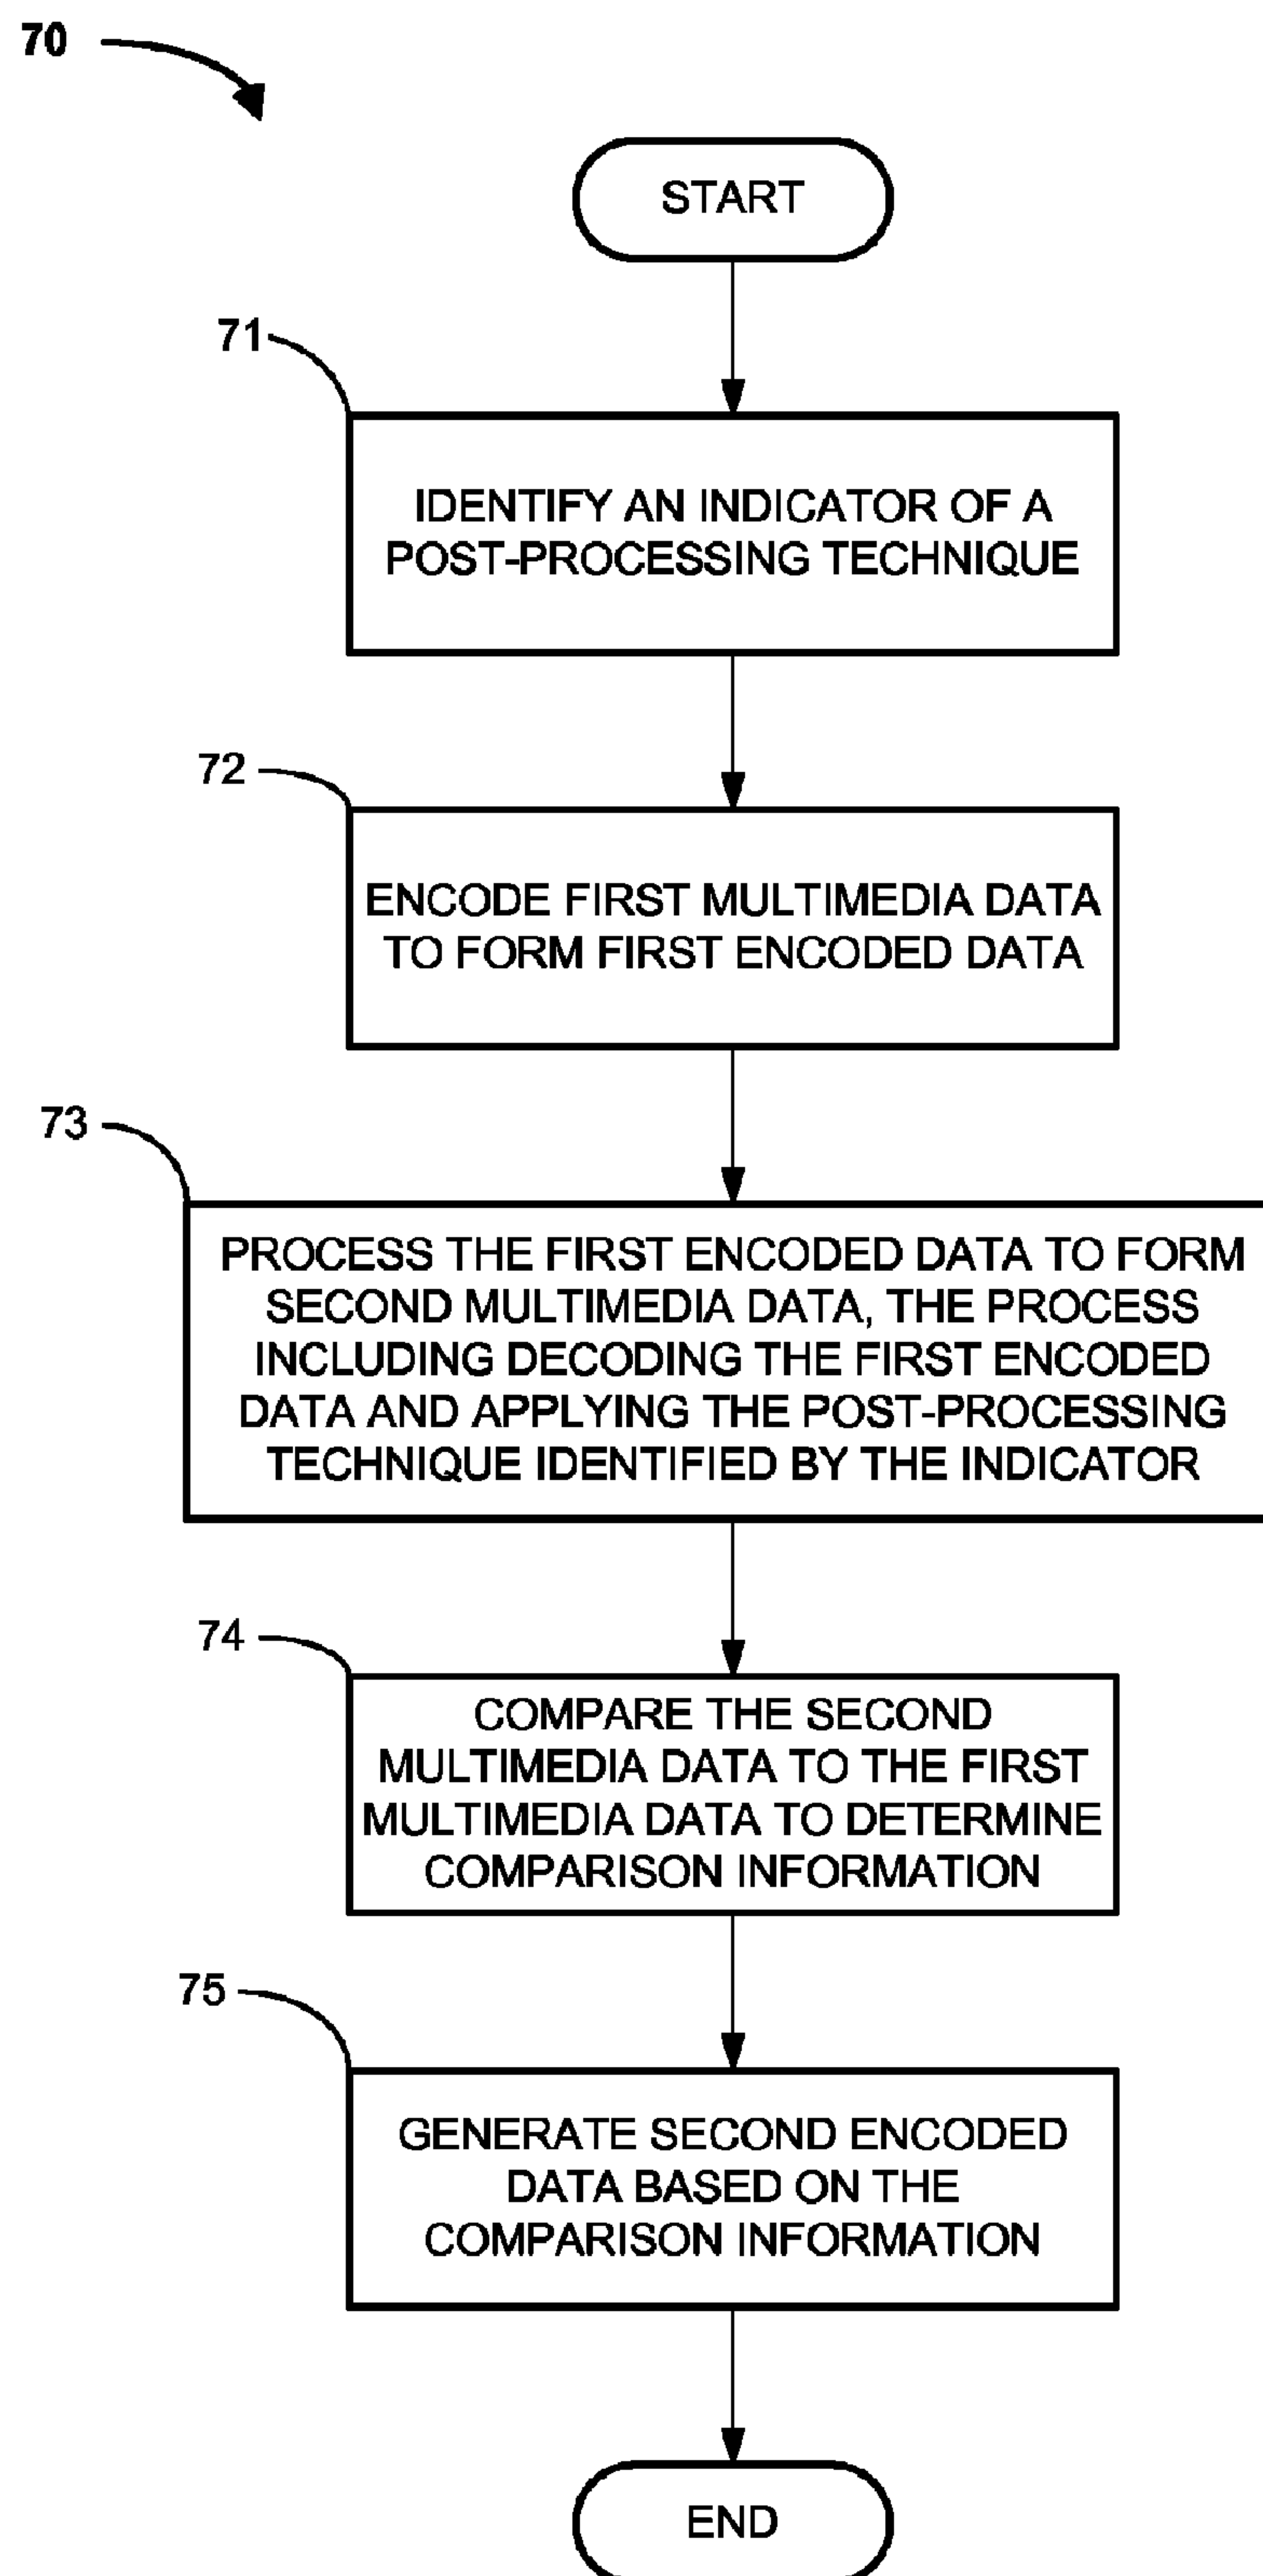 70
START
71
IDENTIFY AN INDICATOR OF A
POST-PROCESSING TECHNIQUE
72
ENCODE FIRST MULTIMEDIA DATA
TO FORM FIRST ENCODED DATA
73
PROCESS THE FIRST ENCODED DATA TO FORM
SECOND MULTIMEDIA DATA, THE PROCESS
INCLUDING DECODING THE FIRST ENCODED
DATA AND APPLYING THE POST-PROCESSING
TECHNIQUE IDENTIFIED BY THE INDICATOR
74
COMPARE THE SECOND
MULTIMEDIA DATA TO THE FIRST
MULTIMEDIA DATA TO DETERMINE
COMPARISON INFORMATION
75
GENERATE SECOND ENCODED
DATA BASED ON THE
COMPARISON INFORMATION
END